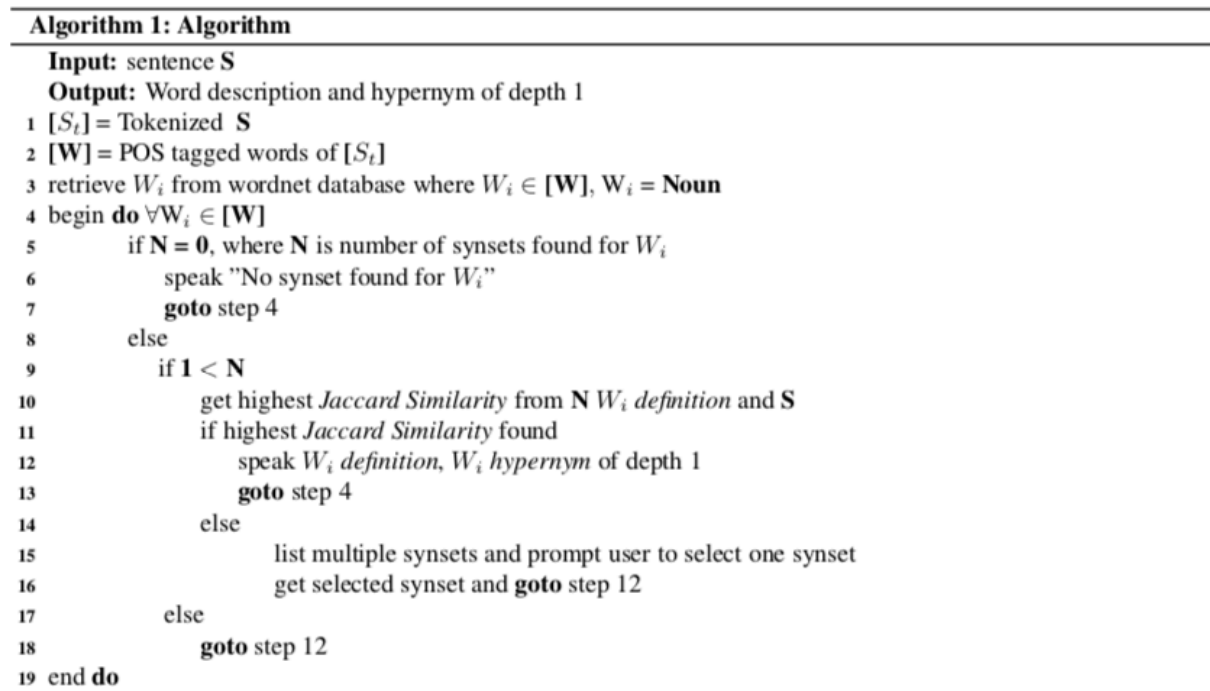 Algorithm 1: Algorithm
Input: sentence S
Output: Word description and hypernym of depth 1
1 [S_t] = Tokenized S
2 [W] = POS tagged words of [S_t]
3 retrieve W_i from wordnet database where W_i ∈ [W], W_i = Noun
4 begin do ∀W_i ∈ [W]
5 if N = 0, where N is number of synsets found for W_i
6 speak ”No synset found for W_i”
7 goto step 4
8 else
9 if 1 < N
10 get highest Jaccard Similarity from N W_i definition and S
11 if highest Jaccard Similarity found
12 speak W_i definition, W_i hypernym of depth 1
13 goto step 4
14 else
15 list multiple synsets and prompt user to select one synset
16 get selected synset and goto step 12
17 else
18 goto step 12
19 end do